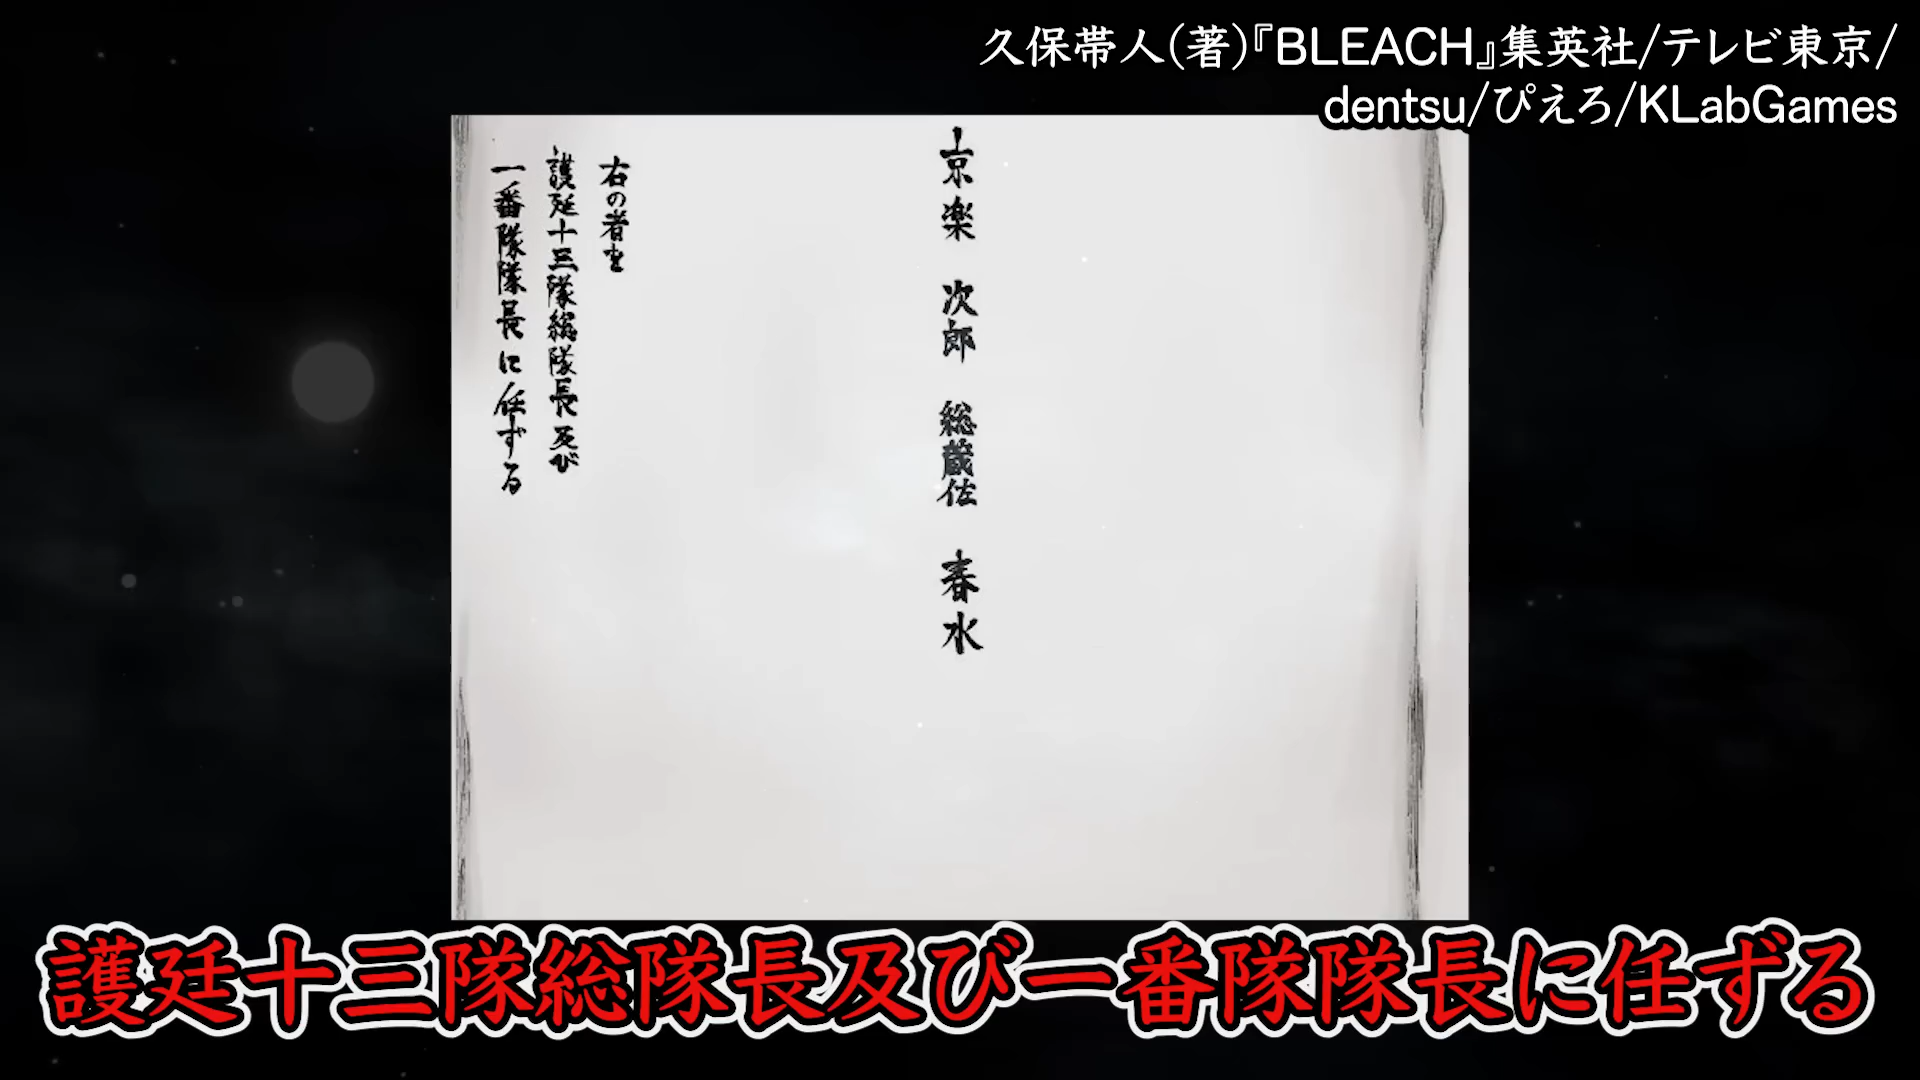 久保帯人(著)『BLEACH』集英社/テレビ東京/
dentsu/ぴえろ/KLabGames
京楽 次郎 総蔵佐 春水
右の者を
護廷十三隊総隊長及び
一番隊隊長に任ずる
護廷十三隊総隊長及び一番隊隊長に任ずる